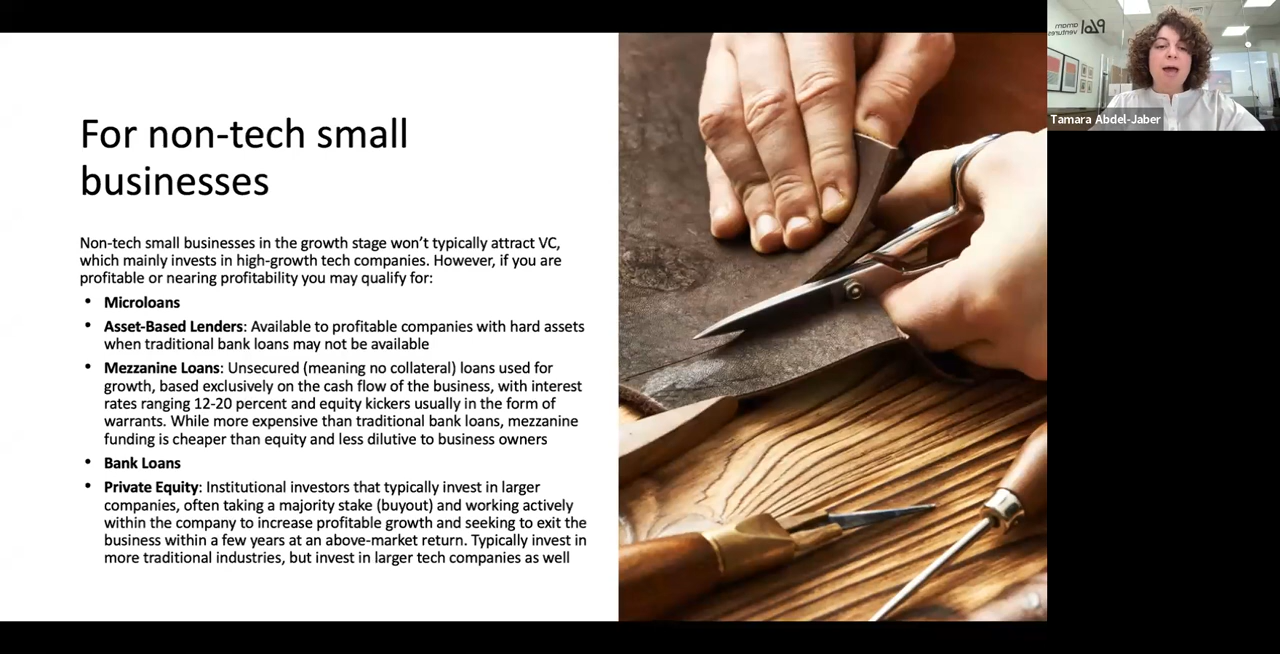 For non-tech small
businesses
Non-tech small businesses in the growth stage won’t typically attract VC,
which mainly invests in high-growth tech companies. However, if you are
profitable or nearing profitability you may qualify for:
• Microloans
• Asset-Based Lenders: Available to profitable companies with hard assets
when traditional bank loans may not be available
• Mezzanine Loans: Unsecured (meaning no collateral) loans used for
growth, based exclusively on the cash flow of the business, with interest
rates ranging 12-20 percent and equity kickers usually in the form of
warrants. While more expensive than traditional bank loans, mezzanine
funding is cheaper than equity and less dilutive to business owners
• Bank Loans
• Private Equity: Institutional investors that typically invest in larger
companies, often taking a majority stake (buyout) and working actively
within the company to increase profitable growth and seeking to exit the
business within a few years at an above-market return. Typically invest in
more traditional industries, but invest in larger tech companies as well
amam
ventures
Tamara Abdel-Jaber